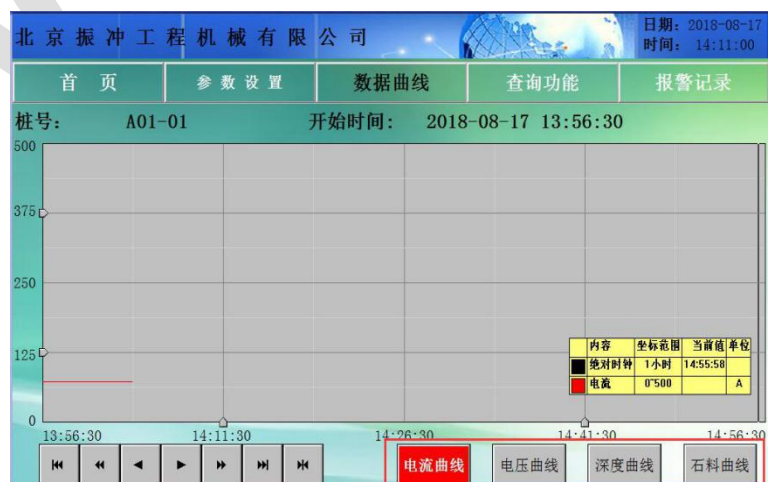 北京振冲工程机械有限公司
日期: 2018-08-17
时间: 14:11:00
首 页 参数设置 数据曲线 查询功能 报警记录
桩号: A01-01 开始时间: 2018-08-17 13:56:30
500
375
250
125
0
内容 坐标范围 当前值 单位
绝对时钟 1小时 14:55:58
电流 0~500 A
13:56:30 14:11:30 14:26:30 14:41:30 14:56:30
电流曲线 电压曲线 深度曲线 石料曲线